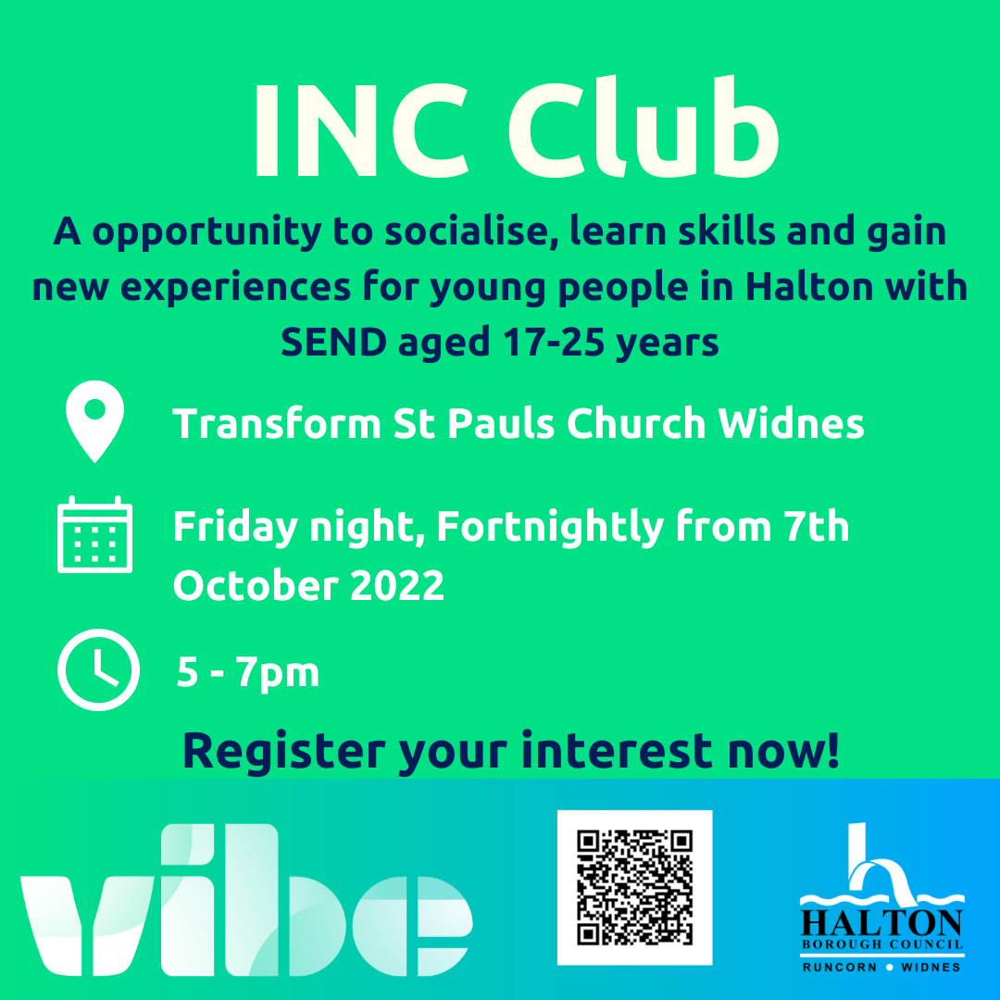 INC Club
A opportunity to socialise, learn skills and gain
new experiences for young people in Halton with
SEND aged 17-25 years
Transform St Pauls Church Widnes
Friday night, Fortnightly from 7th
October 2022
5 - 7pm
Register your interest now!
vibe
h
HALTON
BOROUGH COUNCIL
RUNCORN • WIDNES